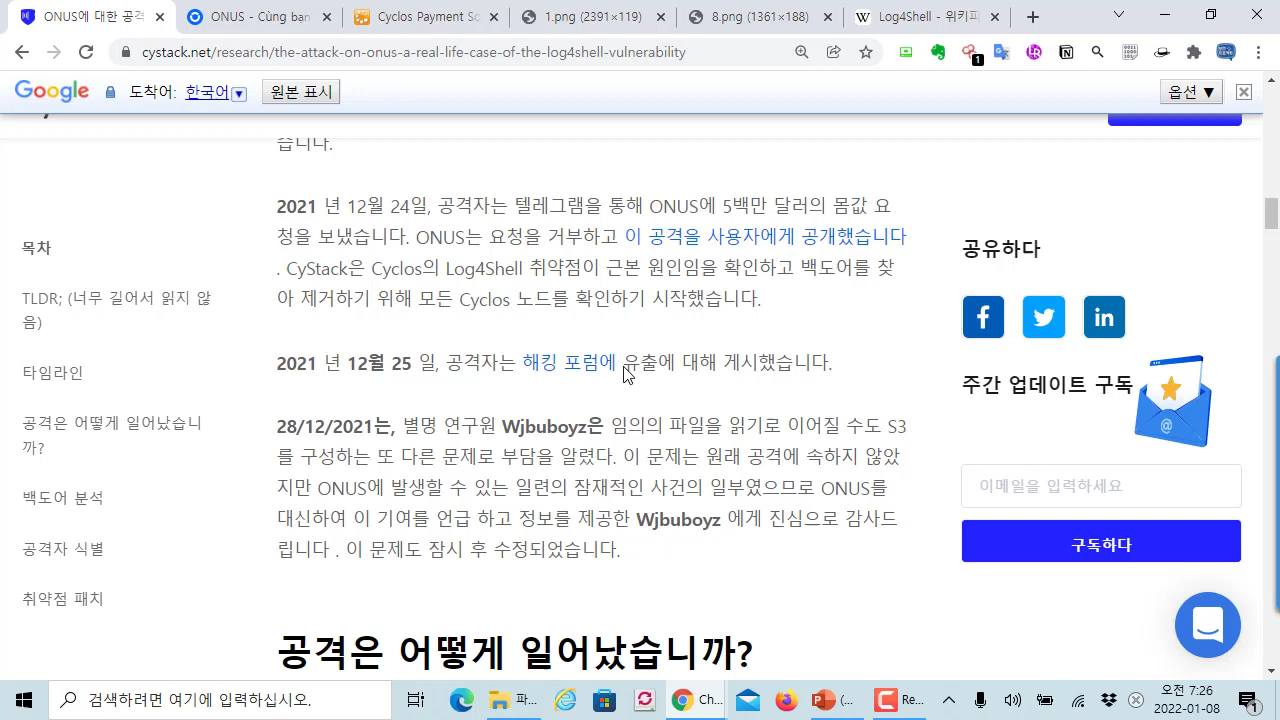 ONUS에 대한 공격
ONUS - Cùng bạn
Cyclos Payment So
1.png (2391×119)
6.png (1361×189)
Log4Shell - 위키피
cystack.net/research/the-attack-on-onus-a-real-life-case-of-the-log4shell-vulnerability
1
Google 도착어: 한국어 원본 표시 옵션 ▼
습니다.
2021 년 12월 24일, 공격자는 텔레그램을 통해 ONUS에 5백만 달러의 몸값 요
청을 보냈습니다. ONUS는 요청을 거부하고 이 공격을 사용자에게 공개했습니다
. CyStack은 Cyclos의 Log4Shell 취약점이 근본 원인임을 확인하고 백도어를 찾
아 제거하기 위해 모든 Cyclos 노드를 확인하기 시작했습니다.
2021 년 12월 25 일, 공격자는 해킹 포럼에 유출에 대해 게시했습니다.
28/12/2021는, 별명 연구원 Wjbuboyz은 임의의 파일을 읽기로 이어질 수도 S3
를 구성하는 또 다른 문제로 부담을 알렸다. 이 문제는 원래 공격에 속하지 않았
지만 ONUS에 발생할 수 있는 일련의 잠재적인 사건의 일부였으므로 ONUS를
대신하여 이 기여를 언급 하고 정보를 제공한 Wjbuboyz 에게 진심으로 감사드
립니다 . 이 문제도 잠시 후 수정되었습니다.
공격은 어떻게 일어났습니까?
목차
TLDR; (너무 길어서 읽지 않
음)
타임라인
공격은 어떻게 일어났습니
까?
백도어 분석
공격자 식별
취약점 패치
공유하다
주간 업데이트 구독
이메일을 입력하세요
구독하다
검색하려면 여기에 입력하십시오.
파...
Ch...
(...
Re...
오전 7:26
2022-01-08
1